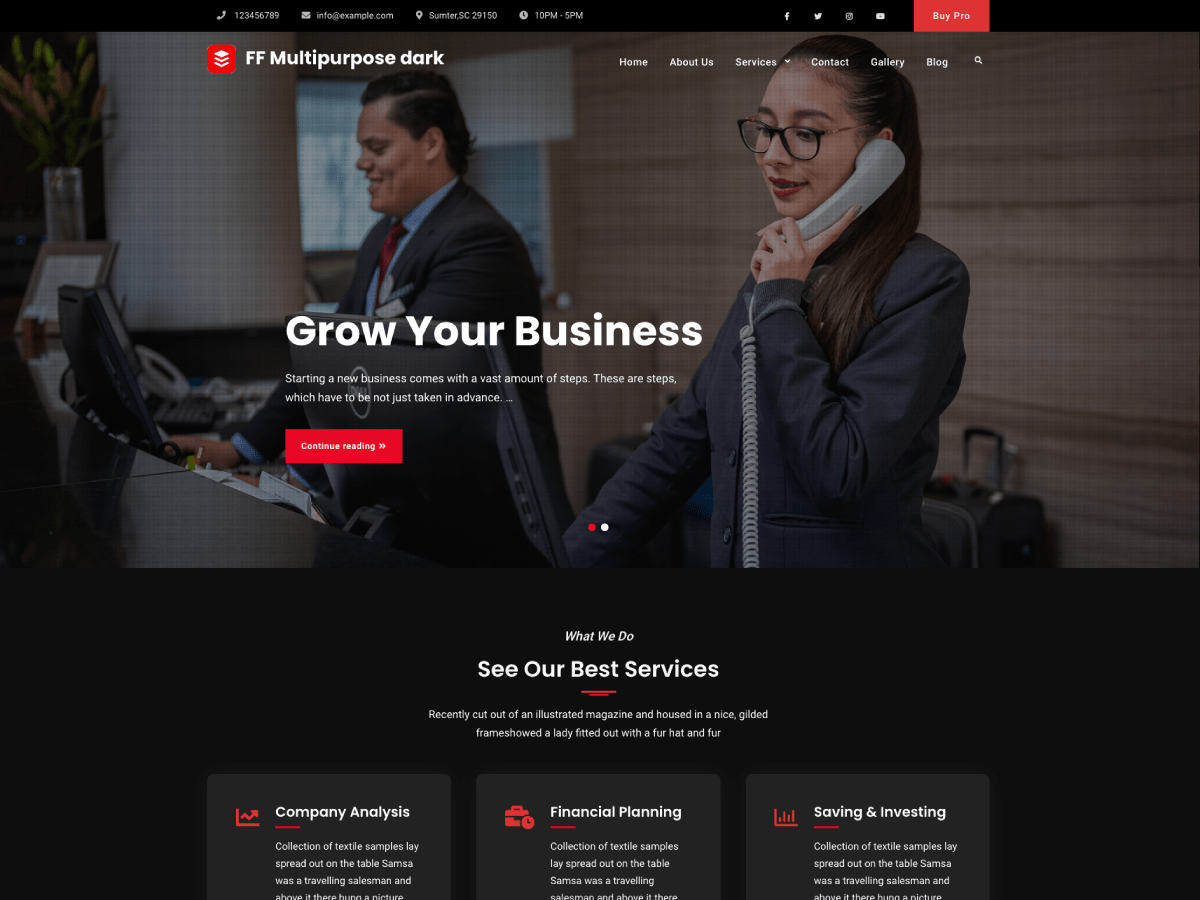 123456789 info@example.com Sumter,SC 29150 10PM - 5PM Buy Pro
FF Multipurpose dark Home About Us Services Contact Gallery Blog
Grow Your Business
Starting a new business comes with a vast amount of steps. These are steps,
which have to be not just taken in advance. ...
Continue reading »
What We Do
See Our Best Services
Recently cut out of an illustrated magazine and housed in a nice, gilded
frameshowed a lady fitted out with a fur hat and fur
Company Analysis
Collection of textile samples lay
spread out on the table Samsa
was a travelling salesman and
above it there hung a picture
Financial Planning
Collection of textile samples
lay spread out on the table
Samsa was a travelling
salesman and above it there
Saving & Investing
Collection of textile samples lay
spread out on the table Samsa
was a travelling salesman and
above it there hung a picture